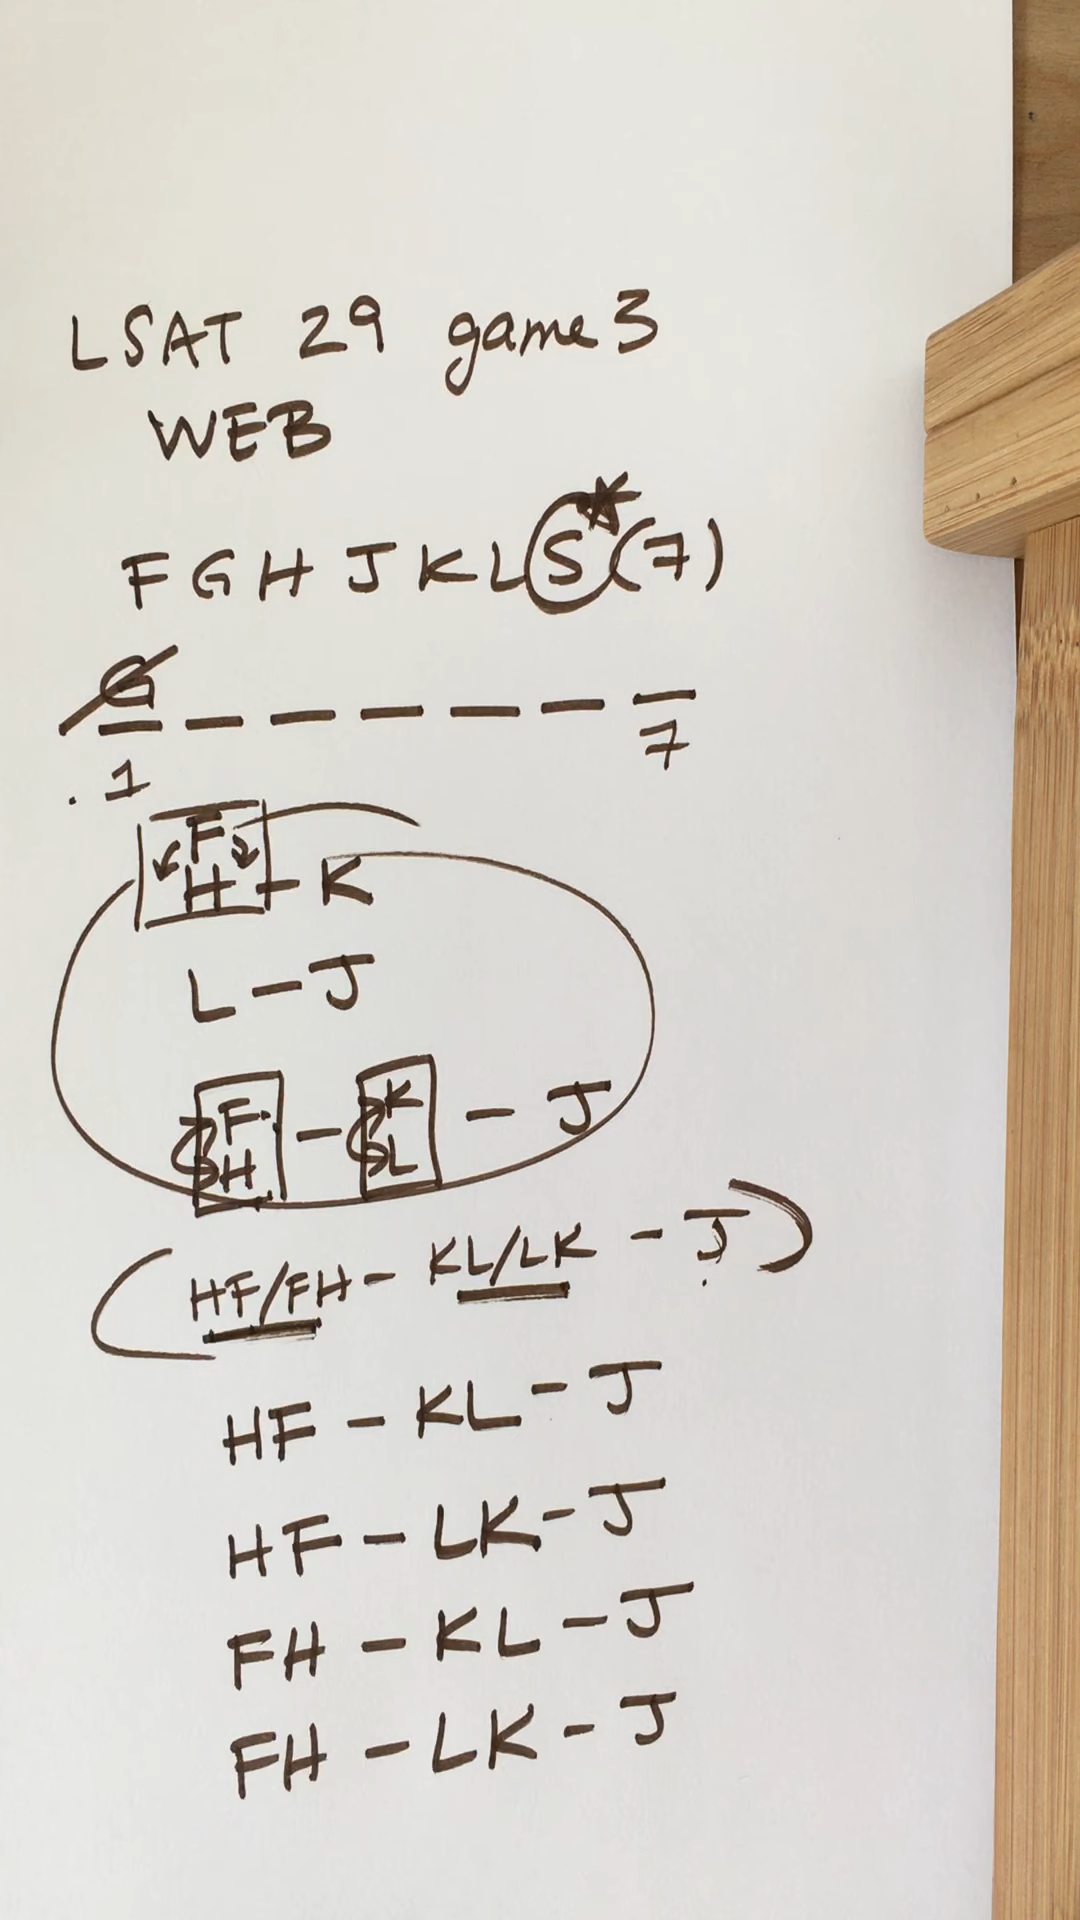 LSAT 29 game 3
WEB
F G H J K L S (7)
G
1 7
F
H - K
L - J
F K
H - L - J
HF/FH - KL/LK - J
HF - KL - J
HF - LK - J
FH - KL - J
FH - LK - J